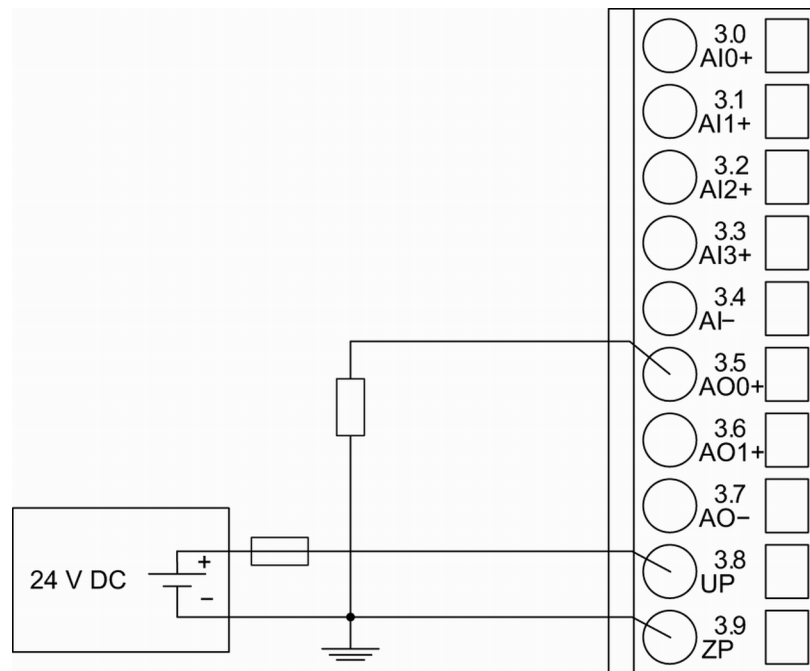 3.0
AI0+
3.1
AI1+
3.2
AI2+
3.3
AI3+
3.4
AI−
3.5
AO0+
3.6
AO1+
3.7
AO−
3.8
UP
3.9
ZP
24 V DC
+
−